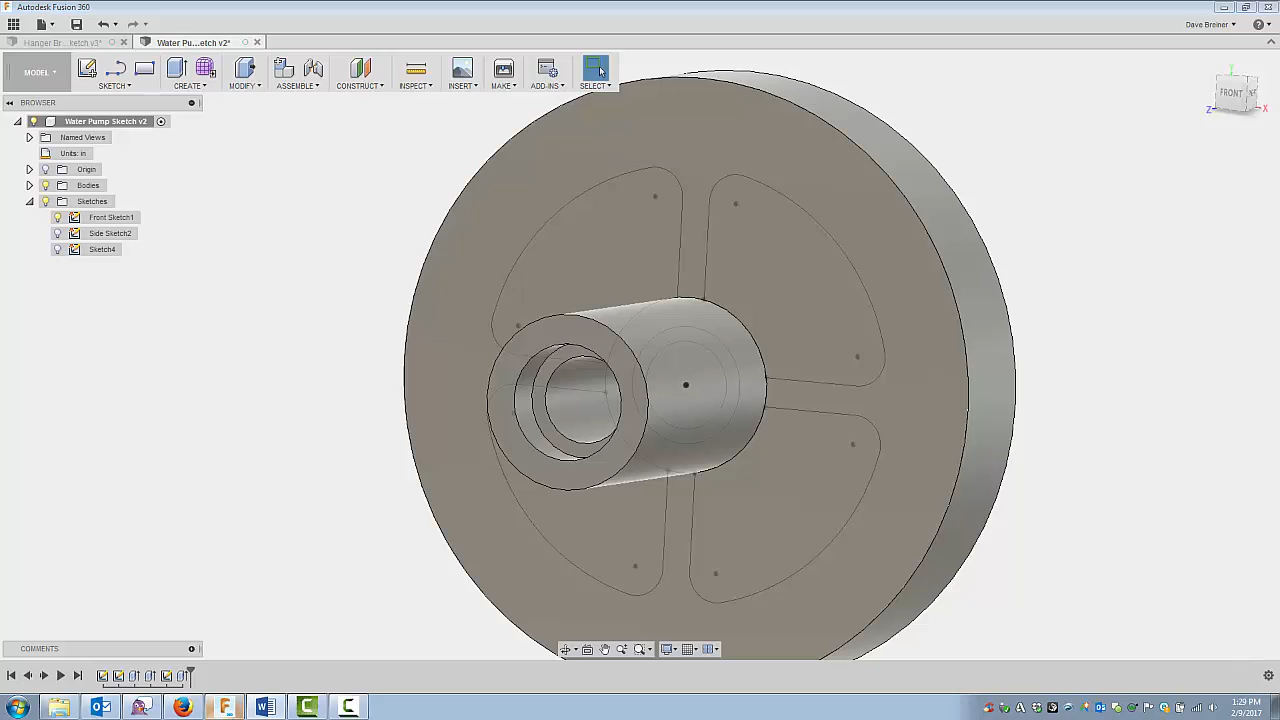 Autodesk Fusion 360
Dave Breiner
Hanger Br...ketch v3*
Water Pu...etch v2*
MODEL
SKETCH
CREATE
MODIFY
ASSEMBLE
CONSTRUCT
INSPECT
INSERT
MAKE
ADD-INS
SELECT
BROWSER
Water Pump Sketch v2
Named Views
Units: in
Origin
Bodies
Sketches
Front Sketch1
Side Sketch2
Sketch4
Y
FRONT
Z
X
COMMENTS
1:29 PM
2/9/2017